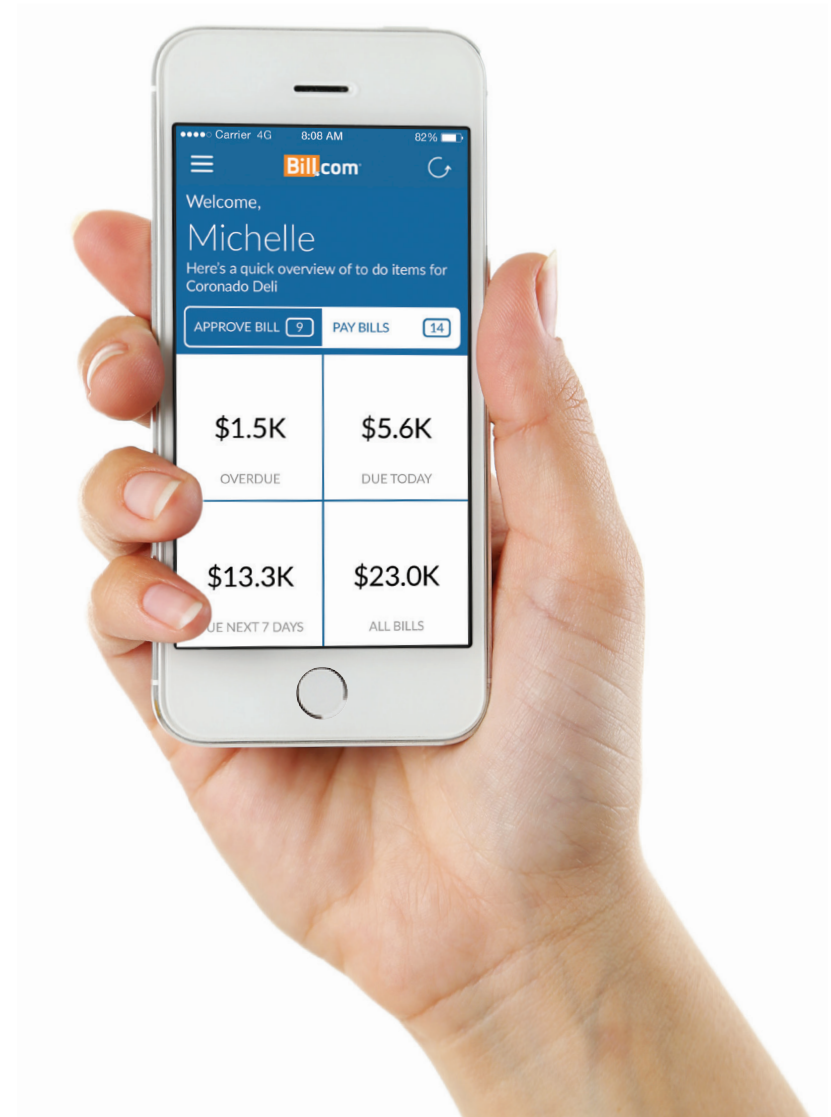 Carrier 4G 8:08 AM 82%
Bill.com
Welcome,
Michelle
Here's a quick overview of to do items for
Coronado Deli
APPROVE BILL 9 PAY BILLS 14
$1.5K $5.6K
OVERDUE DUE TODAY
$13.3K $23.0K
UE NEXT 7 DAYS ALL BILLS